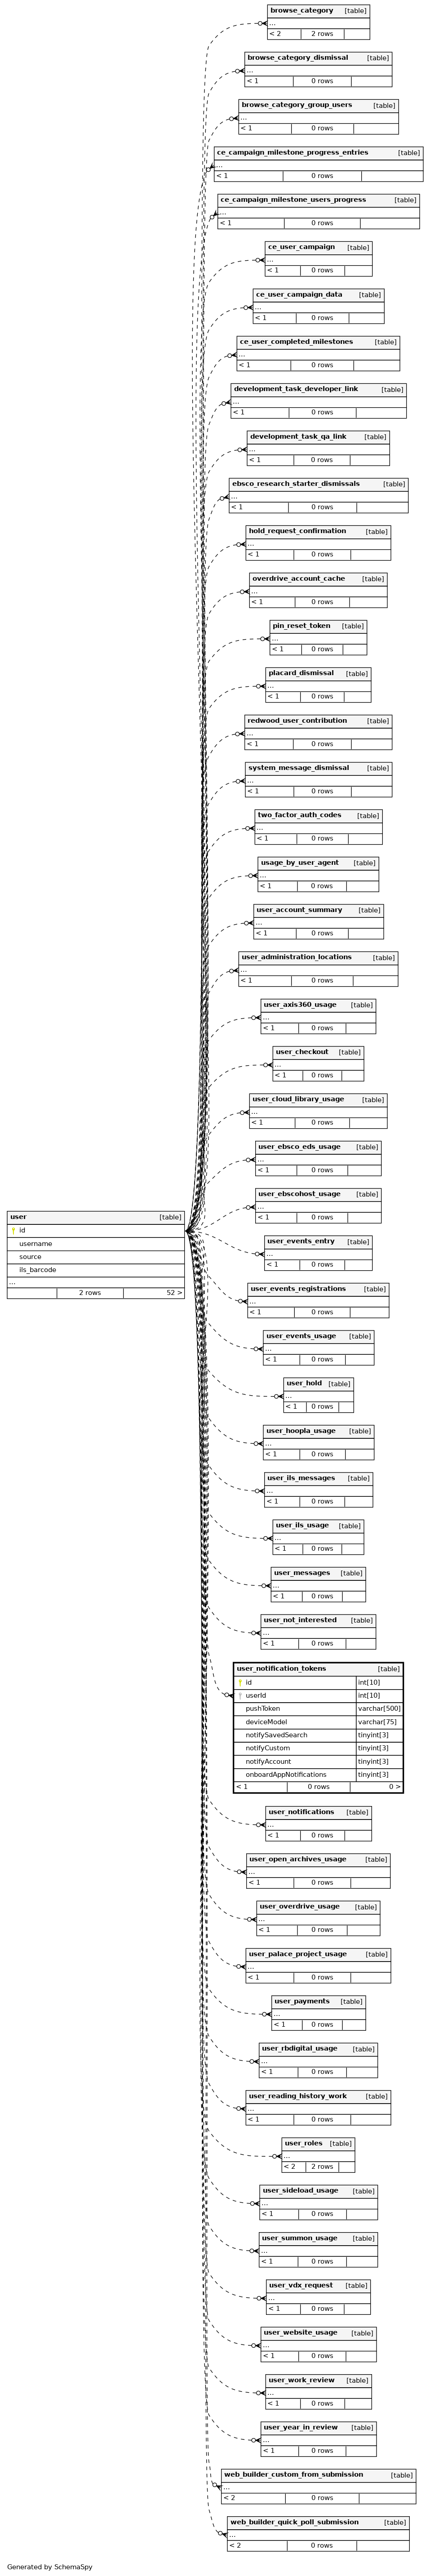 browse_category [table]
...
< 2 2 rows
browse_category_dismissal [table]
...
< 1 0 rows
browse_category_group_users [table]
...
< 1 0 rows
ce_campaign_milestone_progress_entries [table]
...
< 1 0 rows
ce_campaign_milestone_users_progress [table]
...
< 1 0 rows
ce_user_campaign [table]
...
< 1 0 rows
ce_user_campaign_data [table]
...
< 1 0 rows
ce_user_completed_milestones [table]
...
< 1 0 rows
development_task_developer_link [table]
...
< 1 0 rows
development_task_qa_link [table]
...
< 1 0 rows
ebsco_research_starter_dismissals [table]
...
< 1 0 rows
hold_request_confirmation [table]
...
< 1 0 rows
overdrive_account_cache [table]
...
< 1 0 rows
pin_reset_token [table]
...
< 1 0 rows
placard_dismissal [table]
...
< 1 0 rows
redwood_user_contribution [table]
...
< 1 0 rows
system_message_dismissal [table]
...
< 1 0 rows
two_factor_auth_codes [table]
...
< 1 0 rows
usage_by_user_agent [table]
...
< 1 0 rows
user_account_summary [table]
...
< 1 0 rows
user_administration_locations [table]
...
< 1 0 rows
user_axis360_usage [table]
...
< 1 0 rows
user_checkout [table]
...
< 1 0 rows
user_cloud_library_usage [table]
...
< 1 0 rows
user_ebsco_eds_usage [table]
...
< 1 0 rows
user_ebscohost_usage [table]
...
< 1 0 rows
user [table]
id
username
source
ils_barcode
...
2 rows 52 >
user_events_entry [table]
...
< 1 0 rows
user_events_registrations [table]
...
< 1 0 rows
user_events_usage [table]
...
< 1 0 rows
user_hold [table]
...
< 1 0 rows
user_hoopla_usage [table]
...
< 1 0 rows
user_ils_messages [table]
...
< 1 0 rows
user_ils_usage [table]
...
< 1 0 rows
user_messages [table]
...
< 1 0 rows
user_not_interested [table]
...
< 1 0 rows
user_notification_tokens [table]
id int[10]
userId int[10]
pushToken varchar[500]
deviceModel varchar[75]
notifySavedSearch tinyint[3]
notifyCustom tinyint[3]
notifyAccount tinyint[3]
onboardAppNotifications tinyint[3]
< 1 0 rows 0 >
user_notifications [table]
...
< 1 0 rows
user_open_archives_usage [table]
...
< 1 0 rows
user_overdrive_usage [table]
...
< 1 0 rows
user_palace_project_usage [table]
...
< 1 0 rows
user_payments [table]
...
< 1 0 rows
user_rbdigital_usage [table]
...
< 1 0 rows
user_reading_history_work [table]
...
< 1 0 rows
user_roles [table]
...
< 2 2 rows
user_sideload_usage [table]
...
< 1 0 rows
user_summon_usage [table]
...
< 1 0 rows
user_vdx_request [table]
...
< 1 0 rows
user_website_usage [table]
...
< 1 0 rows
user_work_review [table]
...
< 1 0 rows
user_year_in_review [table]
...
< 1 0 rows
web_builder_custom_from_submission [table]
...
< 2 0 rows
web_builder_quick_poll_submission [table]
...
< 2 0 rows
Generated by SchemaSpy